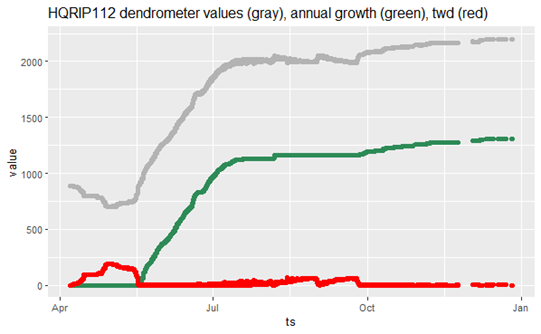 HQRIP112 dendrometer values (gray), annual growth (green), twd (red)
2000
1500
1000
500
0
value
Apr
Jul
Oct
Jan
ts